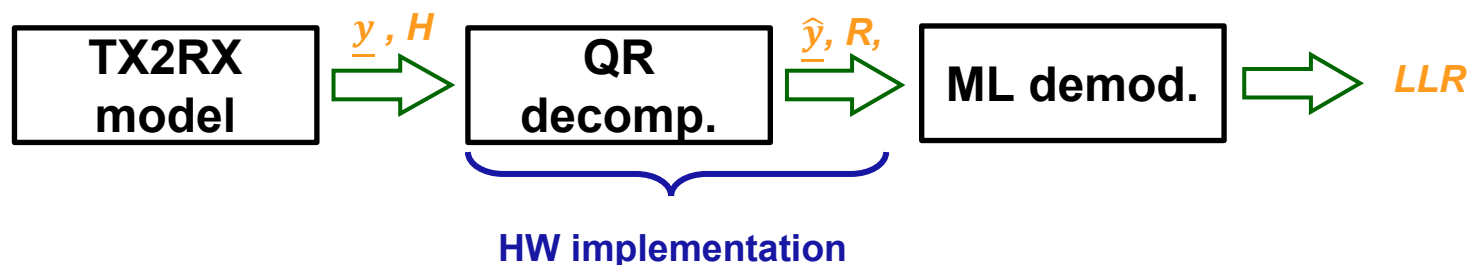 TX2RX
model
y , H
QR
decomp.
ŷ, R,
ML demod.
LLR
HW implementation